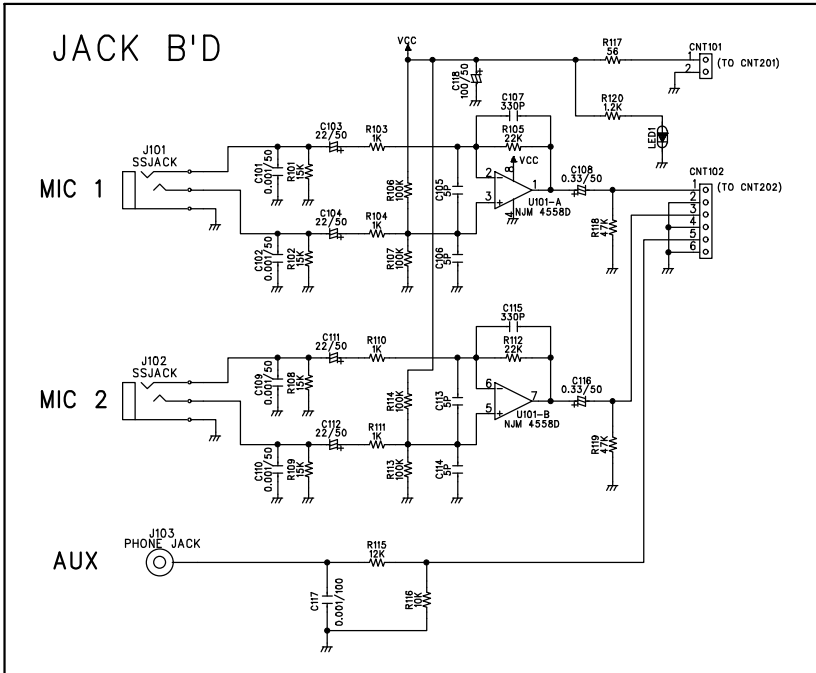 JACK B'D
VCC
C118
100/50
R117
56
CNT101
1
2
(TO CNT201)
R120
1.2K
LED1
C107
330P
R105
22K
J101
SSJACK
MIC 1
C103
22/50
R103
1K
C101
0.001/50
R101
15K
R106
100K
C105
5P
2
3
8
VCC
1
4
U101-A
NJM 4558D
C108
0.33/50
CNT102
1
2
3
4
5
6
(TO CNT202)
C104
22/50
R104
1K
R118
47K
C102
0.001/50
R102
15K
R107
100K
C106
5P
C115
330P
R112
22K
J102
SSJACK
MIC 2
C111
22/50
R110
1K
C109
0.001/50
R108
15K
R114
100K
C113
5P
6
5
7
U101-B
NJM 4558D
C116
0.33/50
C112
22/50
R111
1K
R119
47K
C110
0.001/50
R109
15K
R113
100K
C114
5P
AUX
J103
PHONE JACK
R115
12K
C117
0.001/100
R116
10K